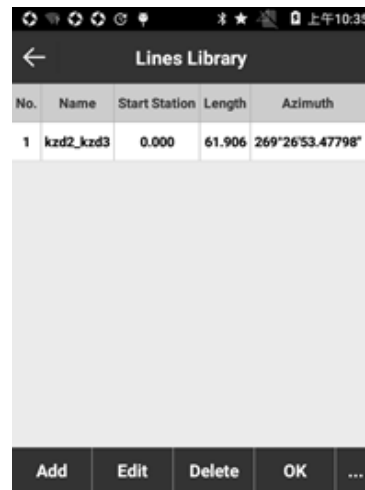 上午10:35
Lines Library
No. Name Start Station Length Azimuth
1 kzd2_kzd3 0.000 61.906 269°26'53.47798"
Add Edit Delete OK ...